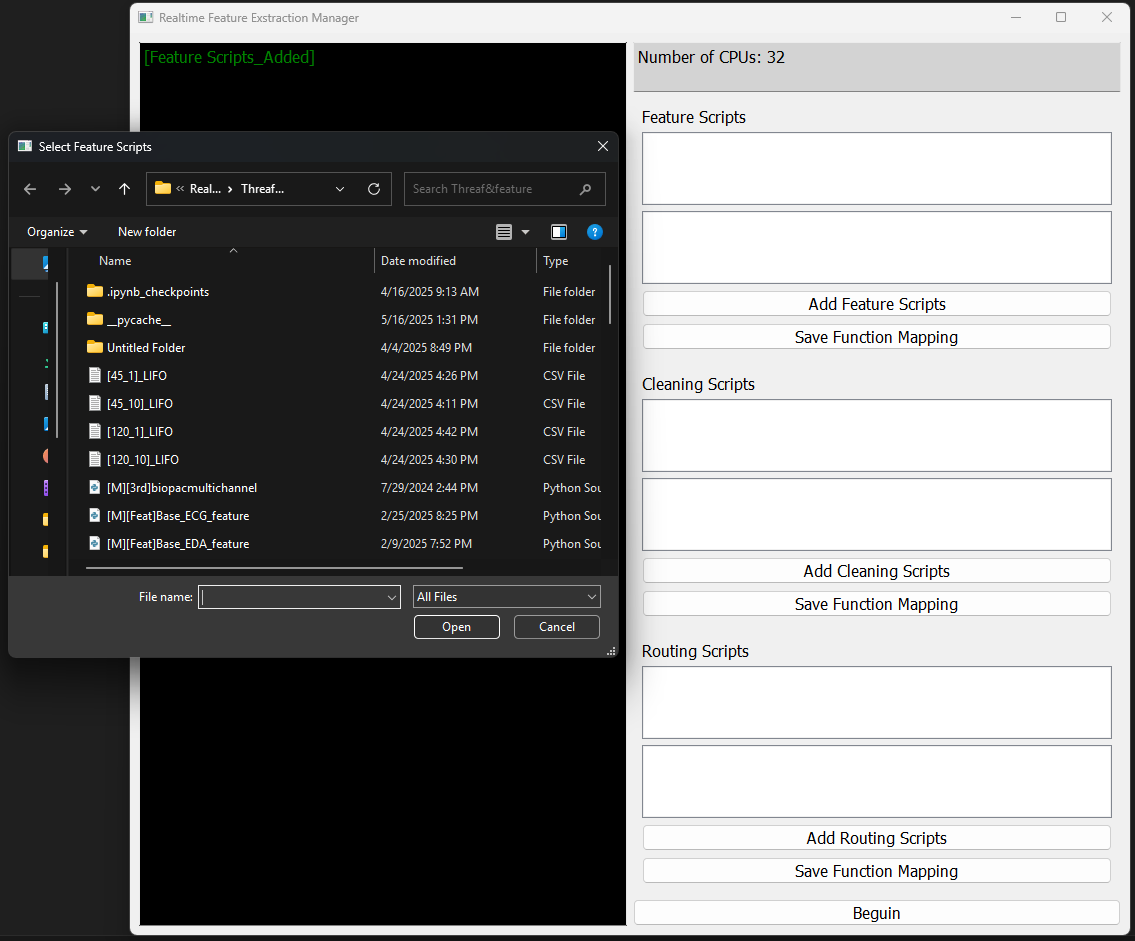 Realtime Feature Exstraction Manager
[Feature Scripts_Added]
Number of CPUs: 32
Feature Scripts
Add Feature Scripts
Save Function Mapping
Cleaning Scripts
Add Cleaning Scripts
Save Function Mapping
Routing Scripts
Add Routing Scripts
Save Function Mapping
Beguin
Select Feature Scripts
« Real... › Threaf...
Search Threaf&feature
Organize New folder
Name Date modified Type
.ipynb_checkpoints 4/16/2025 9:13 AM File folder
__pycache__ 5/16/2025 1:31 PM File folder
Untitled Folder 4/4/2025 8:49 PM File folder
[45_1]_LIFO 4/24/2025 4:26 PM CSV File
[45_10]_LIFO 4/24/2025 4:11 PM CSV File
[120_1]_LIFO 4/24/2025 4:42 PM CSV File
[120_10]_LIFO 4/24/2025 4:30 PM CSV File
[M][3rd]biopacmultichannel 7/29/2024 2:44 PM Python Sou
[M][Feat]Base_ECG_feature 2/25/2025 8:25 PM Python Sou
[M][Feat]Base_EDA_feature 2/9/2025 7:52 PM Python Sou
File name: All Files
Open Cancel